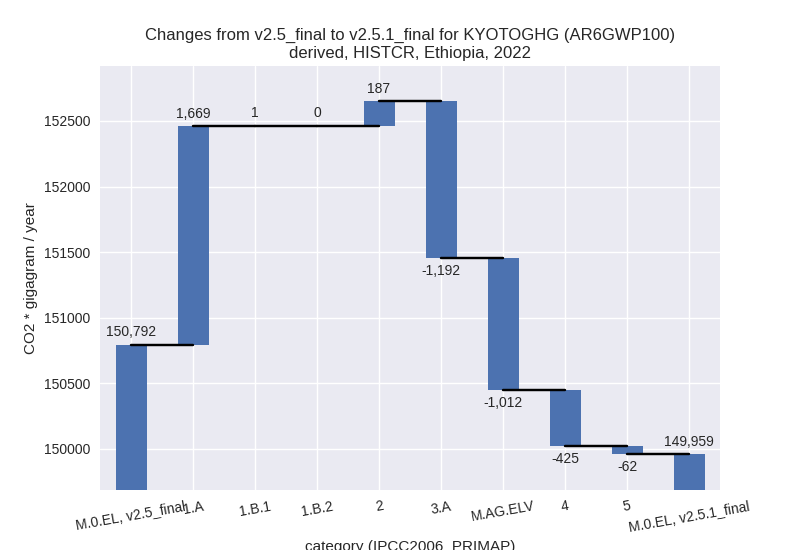 Changes from v2.5_final to v2.5.1_final for KYOTOGHG (AR6GWP100)
derived, HISTCR, Ethiopia, 2022
CO2 * gigagram / year
152500
152000
151500
151000
150500
150000
150,792
1,669
1
0
187
-1,192
-1,012
-425
-62
149,959
M.0.EL, v2.5_final
1.A
1.B.1
1.B.2
2
3.A
M.AG.ELV
4
5
M.0.EL, v2.5.1_final
category (IPCC2006_PRIMAP)